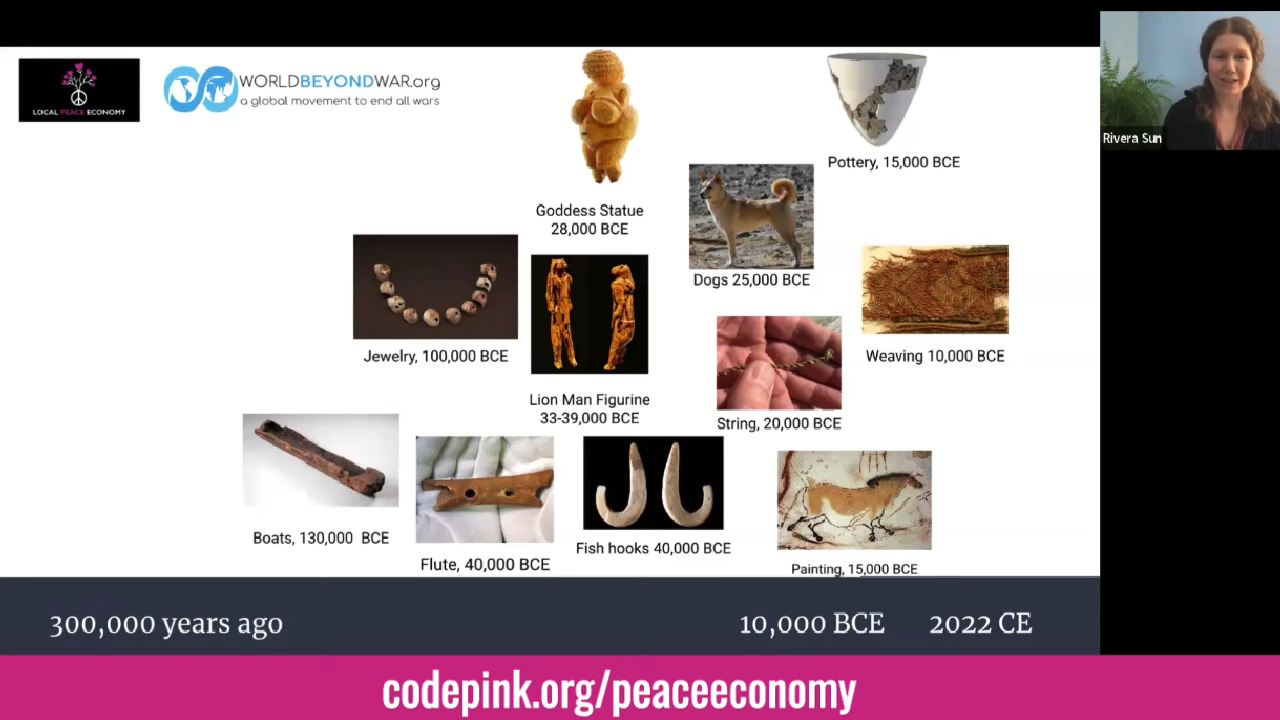 LOCAL PEACE ECONOMY
WORLDBEYONDWAR.org
a global movement to end all wars
Rivera Sun
Pottery, 15,000 BCE
Goddess Statue
28,000 BCE
Dogs 25,000 BCE
Jewelry, 100,000 BCE
Weaving 10,000 BCE
Lion Man Figurine
33-39,000 BCE
String, 20,000 BCE
Boats, 130,000 BCE
Flute, 40,000 BCE
Fish hooks 40,000 BCE
Painting, 15,000 BCE
300,000 years ago
10,000 BCE
2022 CE
codepink.org/peaceeconomy